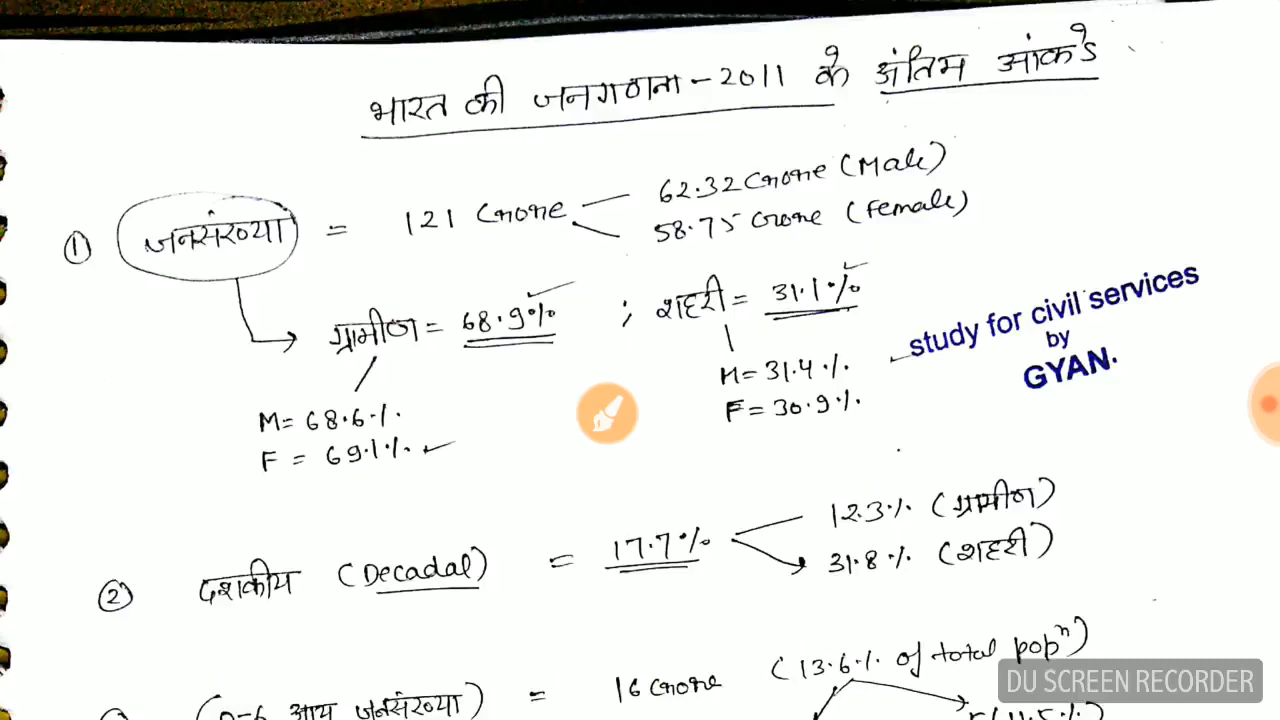 भारत की जनगणना - 2011 के अंतिम आंकडे
① जनसंख्या = 121 Crore
62.32 Crore (Male)
58.75 Crore (Female)
ग्रामीण = 68.9% ; शहरी = 31.1%
M = 68.6%
F = 69.1%
M = 31.4%
F = 30.9%
study for civil services
by
GYAN.
② दशकीय (Decadal) = 17.7%
12.3% (ग्रामीण)
31.8% (शहरी)
(0-6 आयु जनसंख्या) = 16 Crore (13.6% of total popⁿ)
DU SCREEN RECORDER